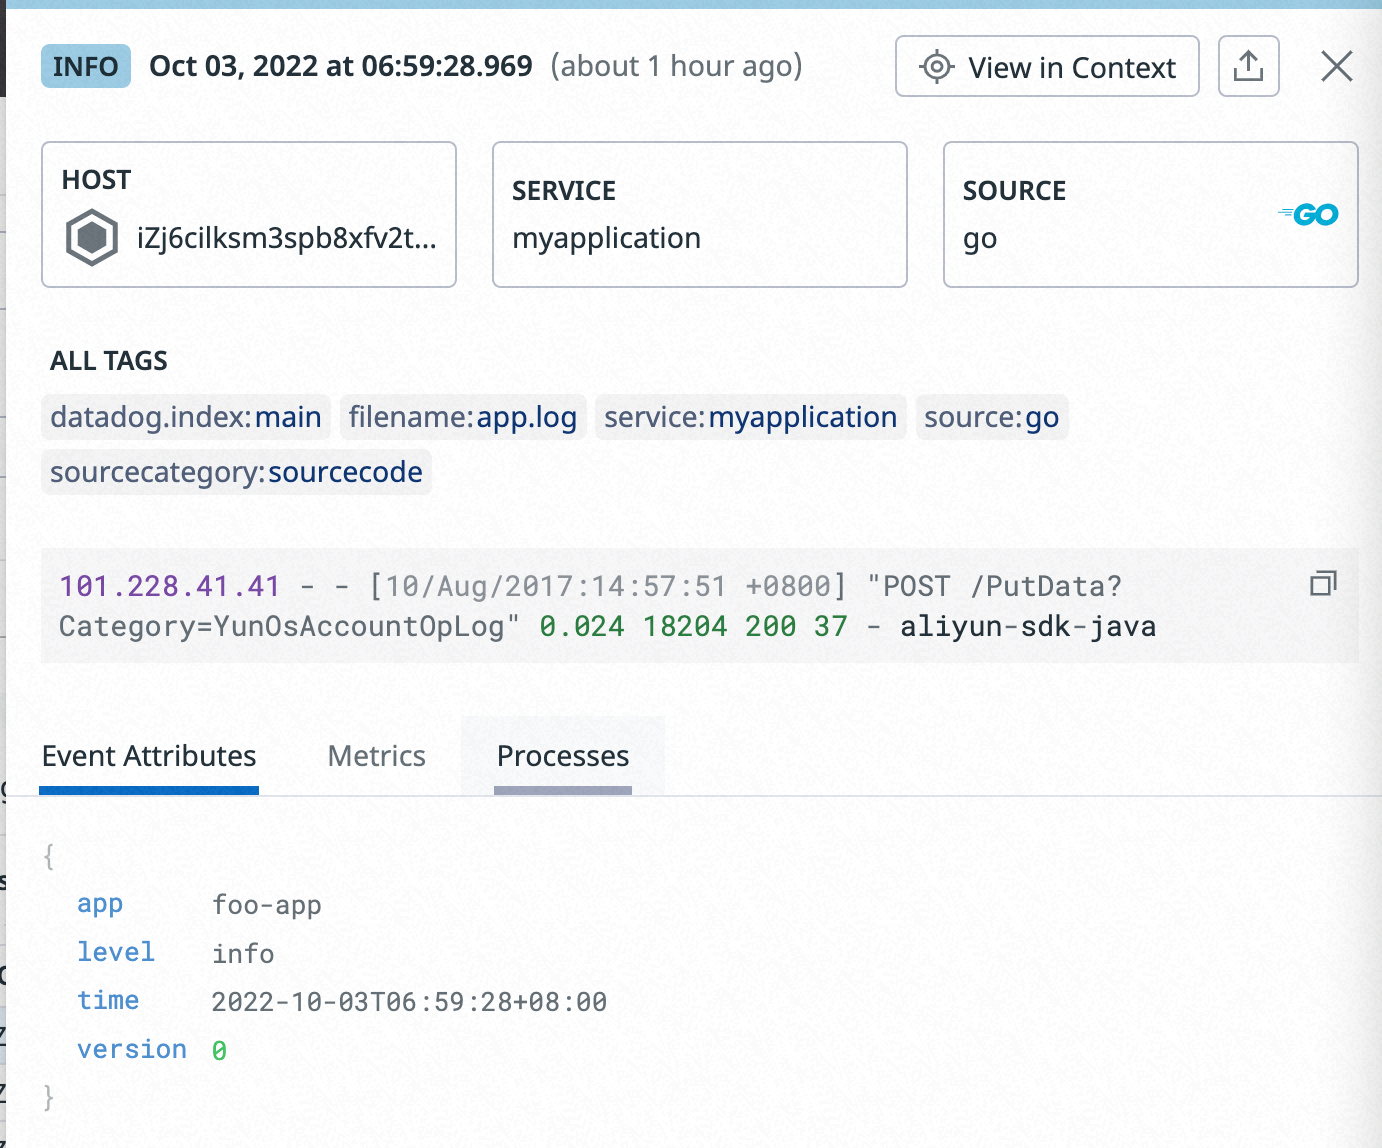 INFO Oct 03, 2022 at 06:59:28.969 (about 1 hour ago) View in Context
HOST
iZj6cilksm3spb8xfv2t...
SERVICE
myapplication
SOURCE
go
GO
ALL TAGS
datadog.index:main filename:app.log service:myapplication source:go
sourcecategory:sourcecode
101.228.41.41 - - [10/Aug/2017:14:57:51 +0800] "POST /PutData?
Category=YunOsAccountOpLog" 0.024 18204 200 37 - aliyun-sdk-java
Event Attributes Metrics Processes
{
app foo-app
level info
time 2022-10-03T06:59:28+08:00
version 0
}